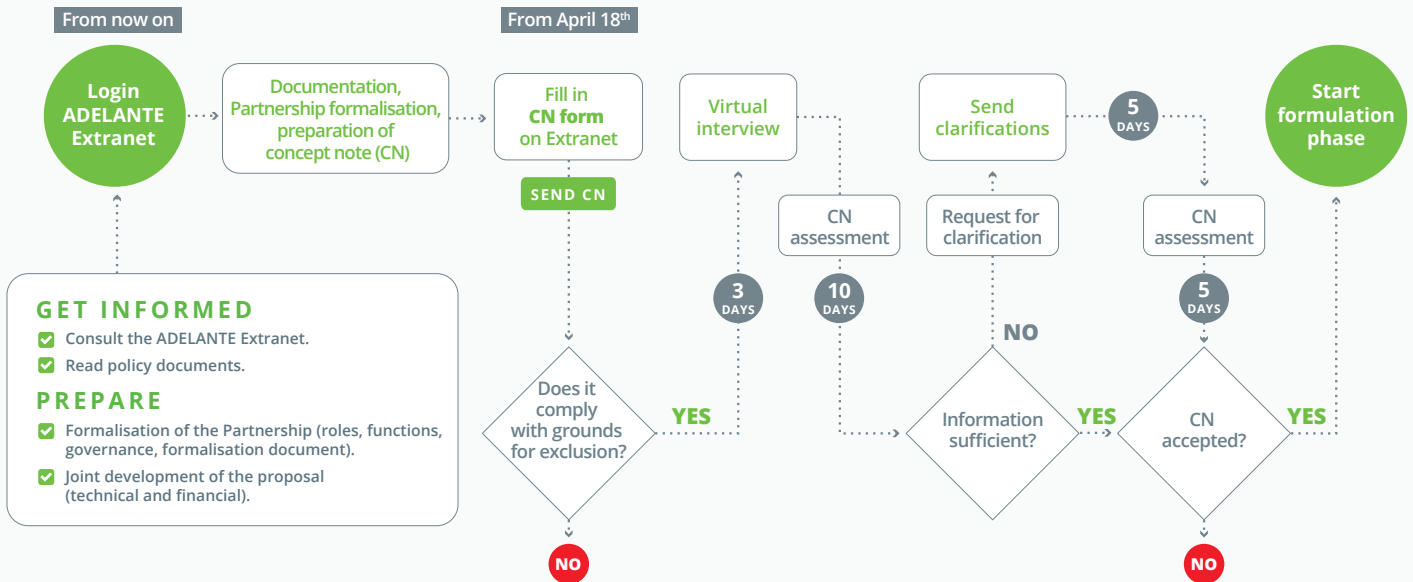 From now on
From April 18th
Login
ADELANTE
Extranet
Documentation,
Partnership formalisation,
preparation of
concept note (CN)
Fill in
CN form
on Extranet
SEND CN
Virtual
interview
Send
clarifications
5
DAYS
Start
formulation
phase
CN
assessment
Request for
clarification
CN
assessment
3
DAYS
10
DAYS
5
DAYS
GET INFORMED
Consult the ADELANTE Extranet.
Read policy documents.
PREPARE
Formalisation of the Partnership (roles, functions,
governance, formalisation document).
Joint development of the proposal
(technical and financial).
Does it
comply
with grounds
for exclusion?
YES
NO
Information
sufficient?
NO
YES
CN
accepted?
YES
NO